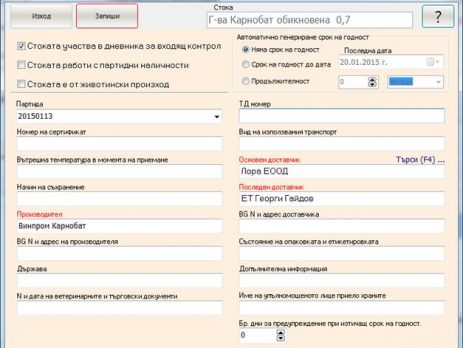 Изход
Запиши
Стока
Г-ва Карнобат обикновена 0,7
?
Стоката участва в дневника за входящ контрол
Стоката работи с партидни наличности
Стоката е от животински произход
Автоматично генериране срок на годност
Няма срок на годност
Последна дата
Срок на годност до дата
20.01.2015 г.
Продължителност
0
Партида
20150113
Т.Д номер
Номер на сертификат
Вид на използвания транспорт
Вътрешна температура в момента на приемане
Основен доставчик
Търси (F4) ...
Лора ЕООД
Начин на съхранение
Последен доставчик
ЕТ Георги Гайдов
Производител
Винпром Карнобат
BG N и адрес на доставчика
BG N и адрес на производителя
Състояние на опаковката и етикетировката
Държава
Допълнителна информация
N и дата на ветеринарните и търговски документи
Име на упълномощеното лице приело храните
Бр. дни за предупреждение при изтичащ срок на годност.
0